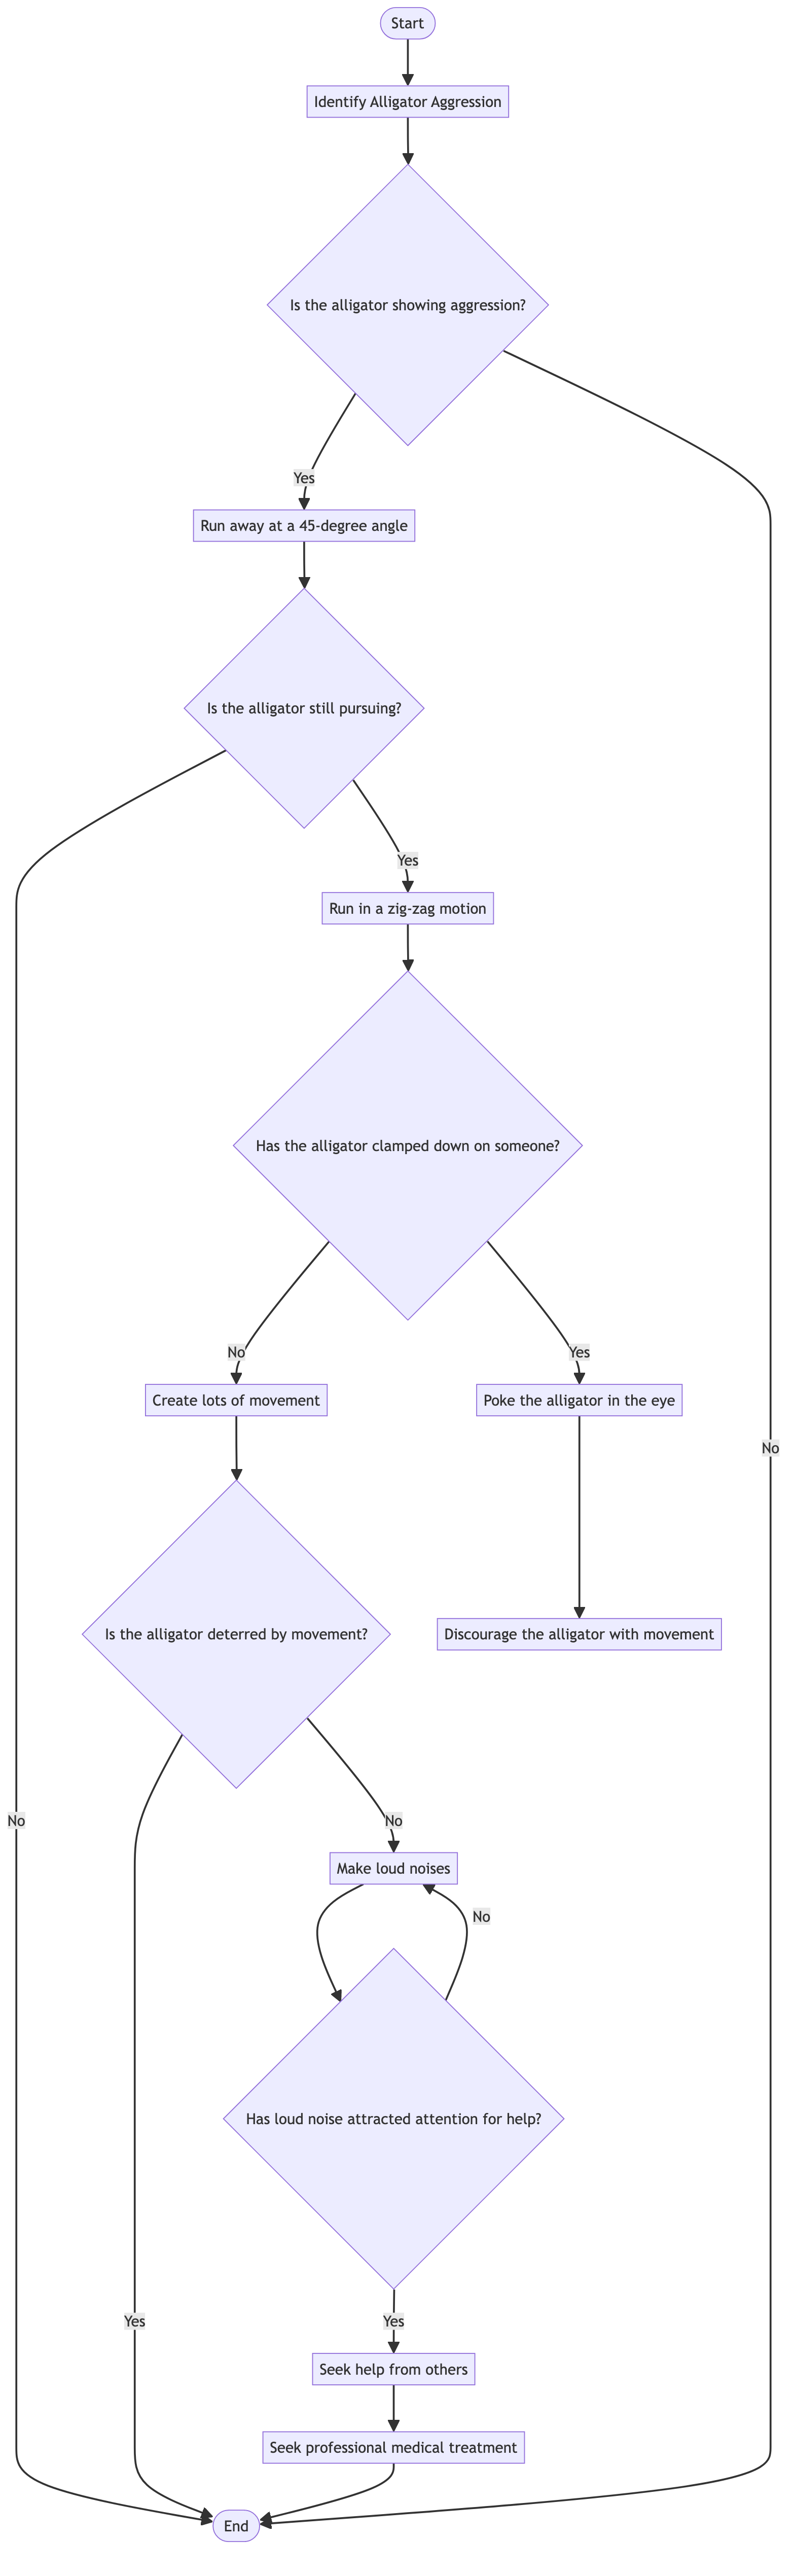 Start
Identify Alligator Aggression
Is the alligator showing aggression?
Yes
Run away at a 45-degree angle
Is the alligator still pursuing?
Yes
Run in a zig-zag motion
Has the alligator clamped down on someone?
No
Yes
Create lots of movement
Poke the alligator in the eye
No
Is the alligator deterred by movement?
Discourage the alligator with movement
No
No
Make loud noises
No
Has loud noise attracted attention for help?
Yes
Yes
Seek help from others
Seek professional medical treatment
End